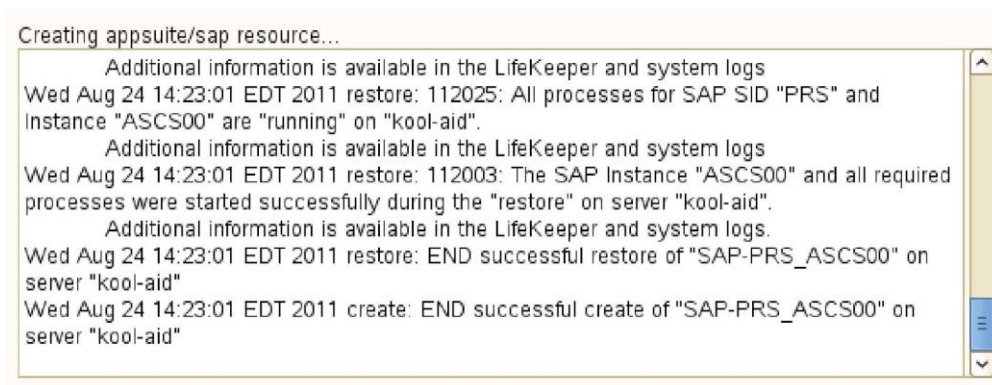 Creating appsuite/sap resource...
Additional information is available in the LifeKeeper and system logs
Wed Aug 24 14:23:01 EDT 2011 restore: 112025: All processes for SAP SID "PRS" and
Instance "ASCS00" are "running" on "kool-aid".
Additional information is available in the LifeKeeper and system logs
Wed Aug 24 14:23:01 EDT 2011 restore: 112003: The SAP Instance "ASCS00" and all required
processes were started successfully during the "restore" on server "kool-aid".
Additional information is available in the LifeKeeper and system logs.
Wed Aug 24 14:23:01 EDT 2011 restore: END successful restore of "SAP-PRS_ASCS00" on
server "kool-aid"
Wed Aug 24 14:23:01 EDT 2011 create: END successful create of "SAP-PRS_ASCS00" on
server "kool-aid"